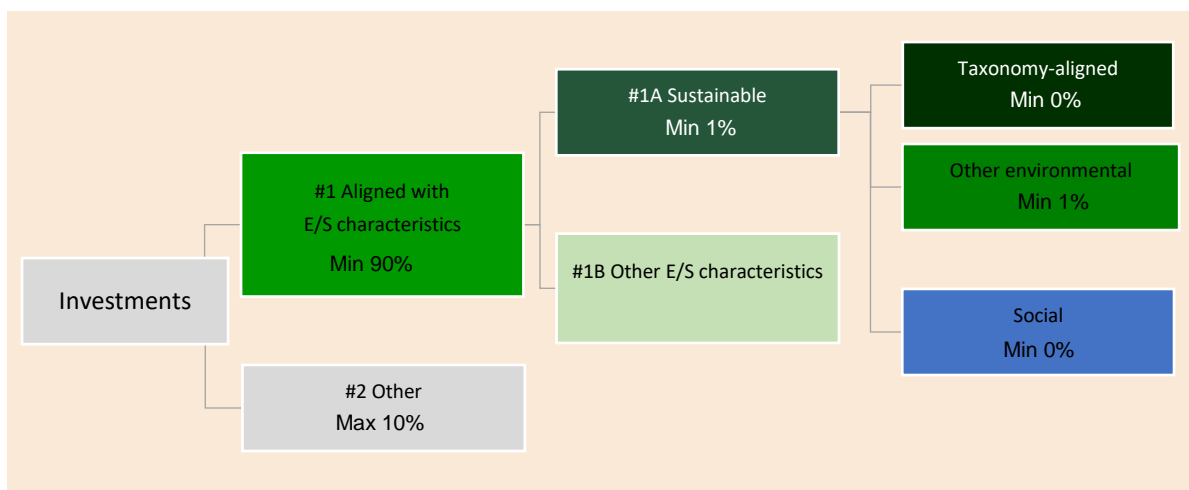 Investments
#1 Aligned with
E/S characteristics
Min 90%
#2 Other
Max 10%
#1A Sustainable
Min 1%
#1B Other E/S characteristics
Taxonomy-aligned
Min 0%
Other environmental
Min 1%
Social
Min 0%